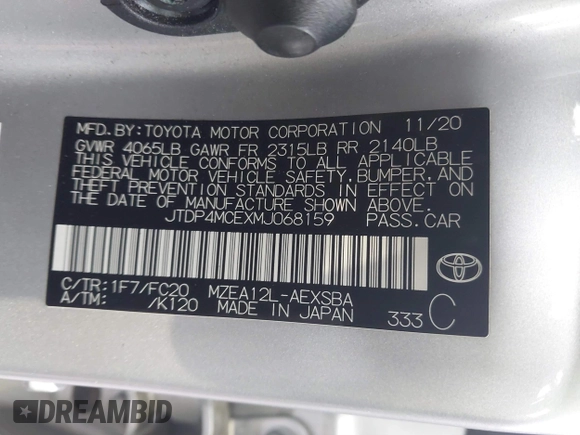 MFD. BY: TOYOTA MOTOR CORPORATION 11/20
GVWR 4065LB GAWR FR 2315LB RR 2140LB
THIS VEHICLE CONFORMS TO ALL APPLICABLE
FEDERAL MOTOR VEHICLE SAFETY, BUMPER, AND
THEFT PREVENTION STANDARDS IN EFFECT ON
THE DATE OF MANUFACTURE SHOWN ABOVE.
JTDP4MCEXMJ068159 PASS. CAR
C/TR: 1F7/FC20 MZEA12L-AEXSBA
A/TM: /K120 MADE IN JAPAN 333 C
DREAMBID